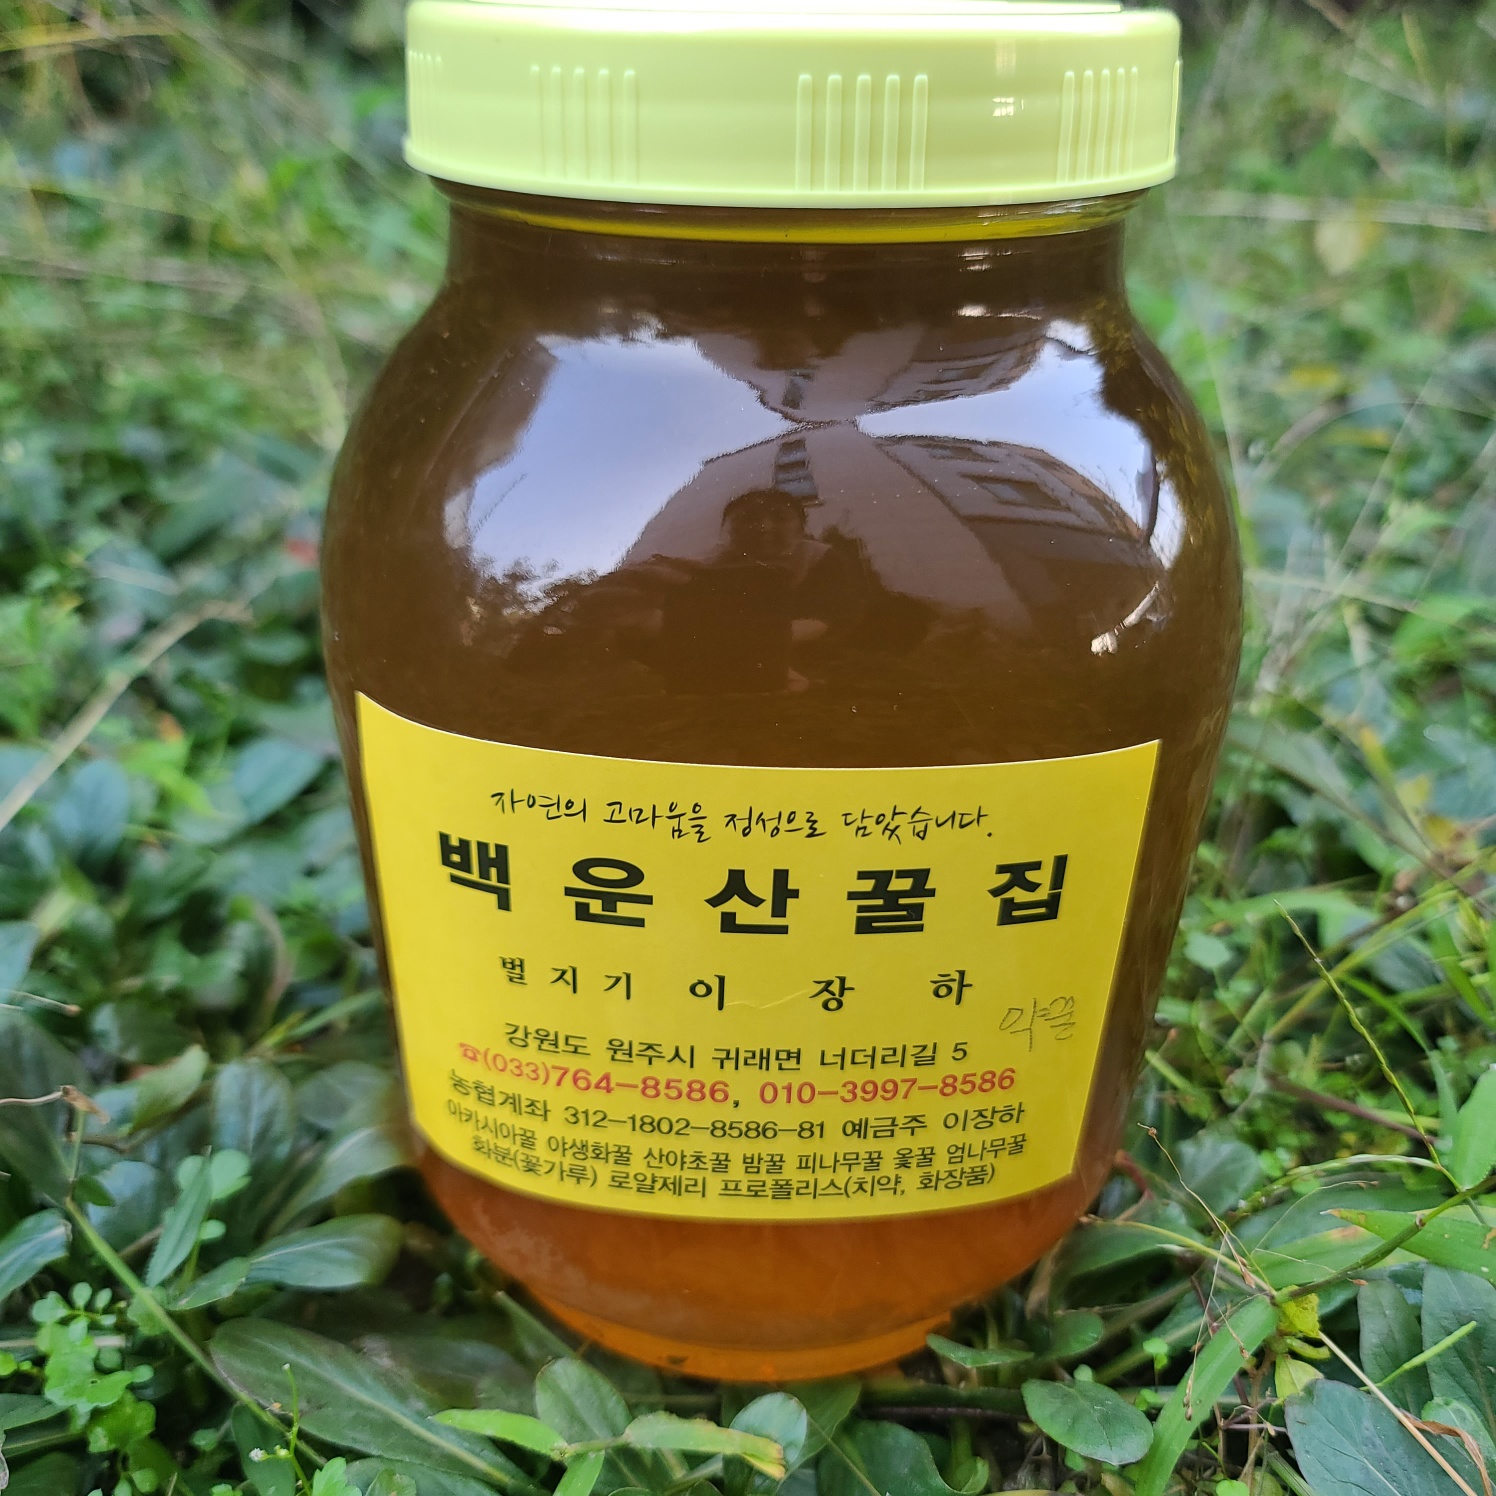 자연의 고마움을 정성으로 담았습니다.
백운산꿀집
벌지기 이장하
약꿀
강원도 원주시 귀래면 너더리길 5
☎(033)764-8586, 010-3997-8586
농협계좌 312-1802-8586-81 예금주 이장하
아카시아꿀 야생화꿀 산야초꿀 밤꿀 피나무꿀 옻꿀 엄나무꿀
화분(꽃가루) 로얄제리 프로폴리스(치약, 화장품)